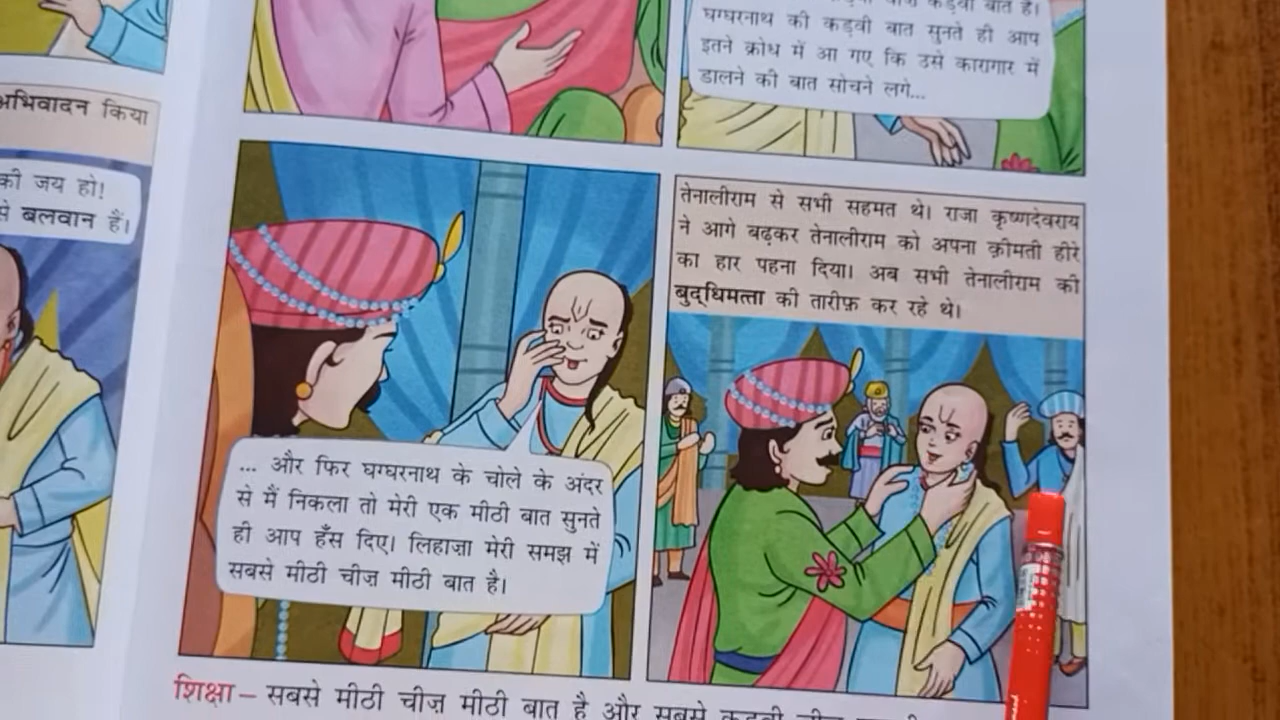 अभिवादन किया
की जय हो!
से बलवान हैं।
कड़वी बात है।
घग्घरनाथ की कड़वी बात सुनते ही आप
इतने क्रोध में आ गए कि उसे कारागार में
डालने की बात सोचने लगे...
... और फिर घग्घरनाथ के चोले के अंदर
से मैं निकला तो मेरी एक मीठी बात सुनते
ही आप हँस दिए। लिहाज़ा मेरी समझ में
सबसे मीठी चीज़ मीठी बात है।
तेनालीराम से सभी सहमत थे। राजा कृष्णदेवराय
ने आगे बढ़कर तेनालीराम को अपना क़ीमती हीरे
का हार पहना दिया। अब सभी तेनालीराम की
बुद्धिमत्ता की तारीफ़ कर रहे थे।
शिक्षा – सबसे मीठी चीज़ मीठी बात है और सबसे कड़वी चीज़